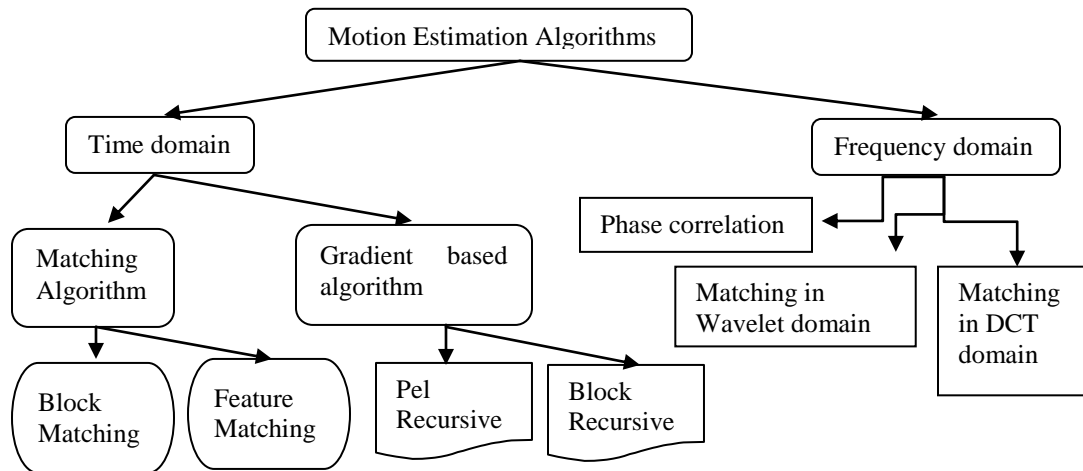 Motion Estimation Algorithms
Time domain
Frequency domain
Phase correlation
Matching
Algorithm
Gradient based
algorithm
Matching in
Wavelet domain
Matching
in DCT
domain
Block
Matching
Feature
Matching
Pel
Recursive
Block
Recursive